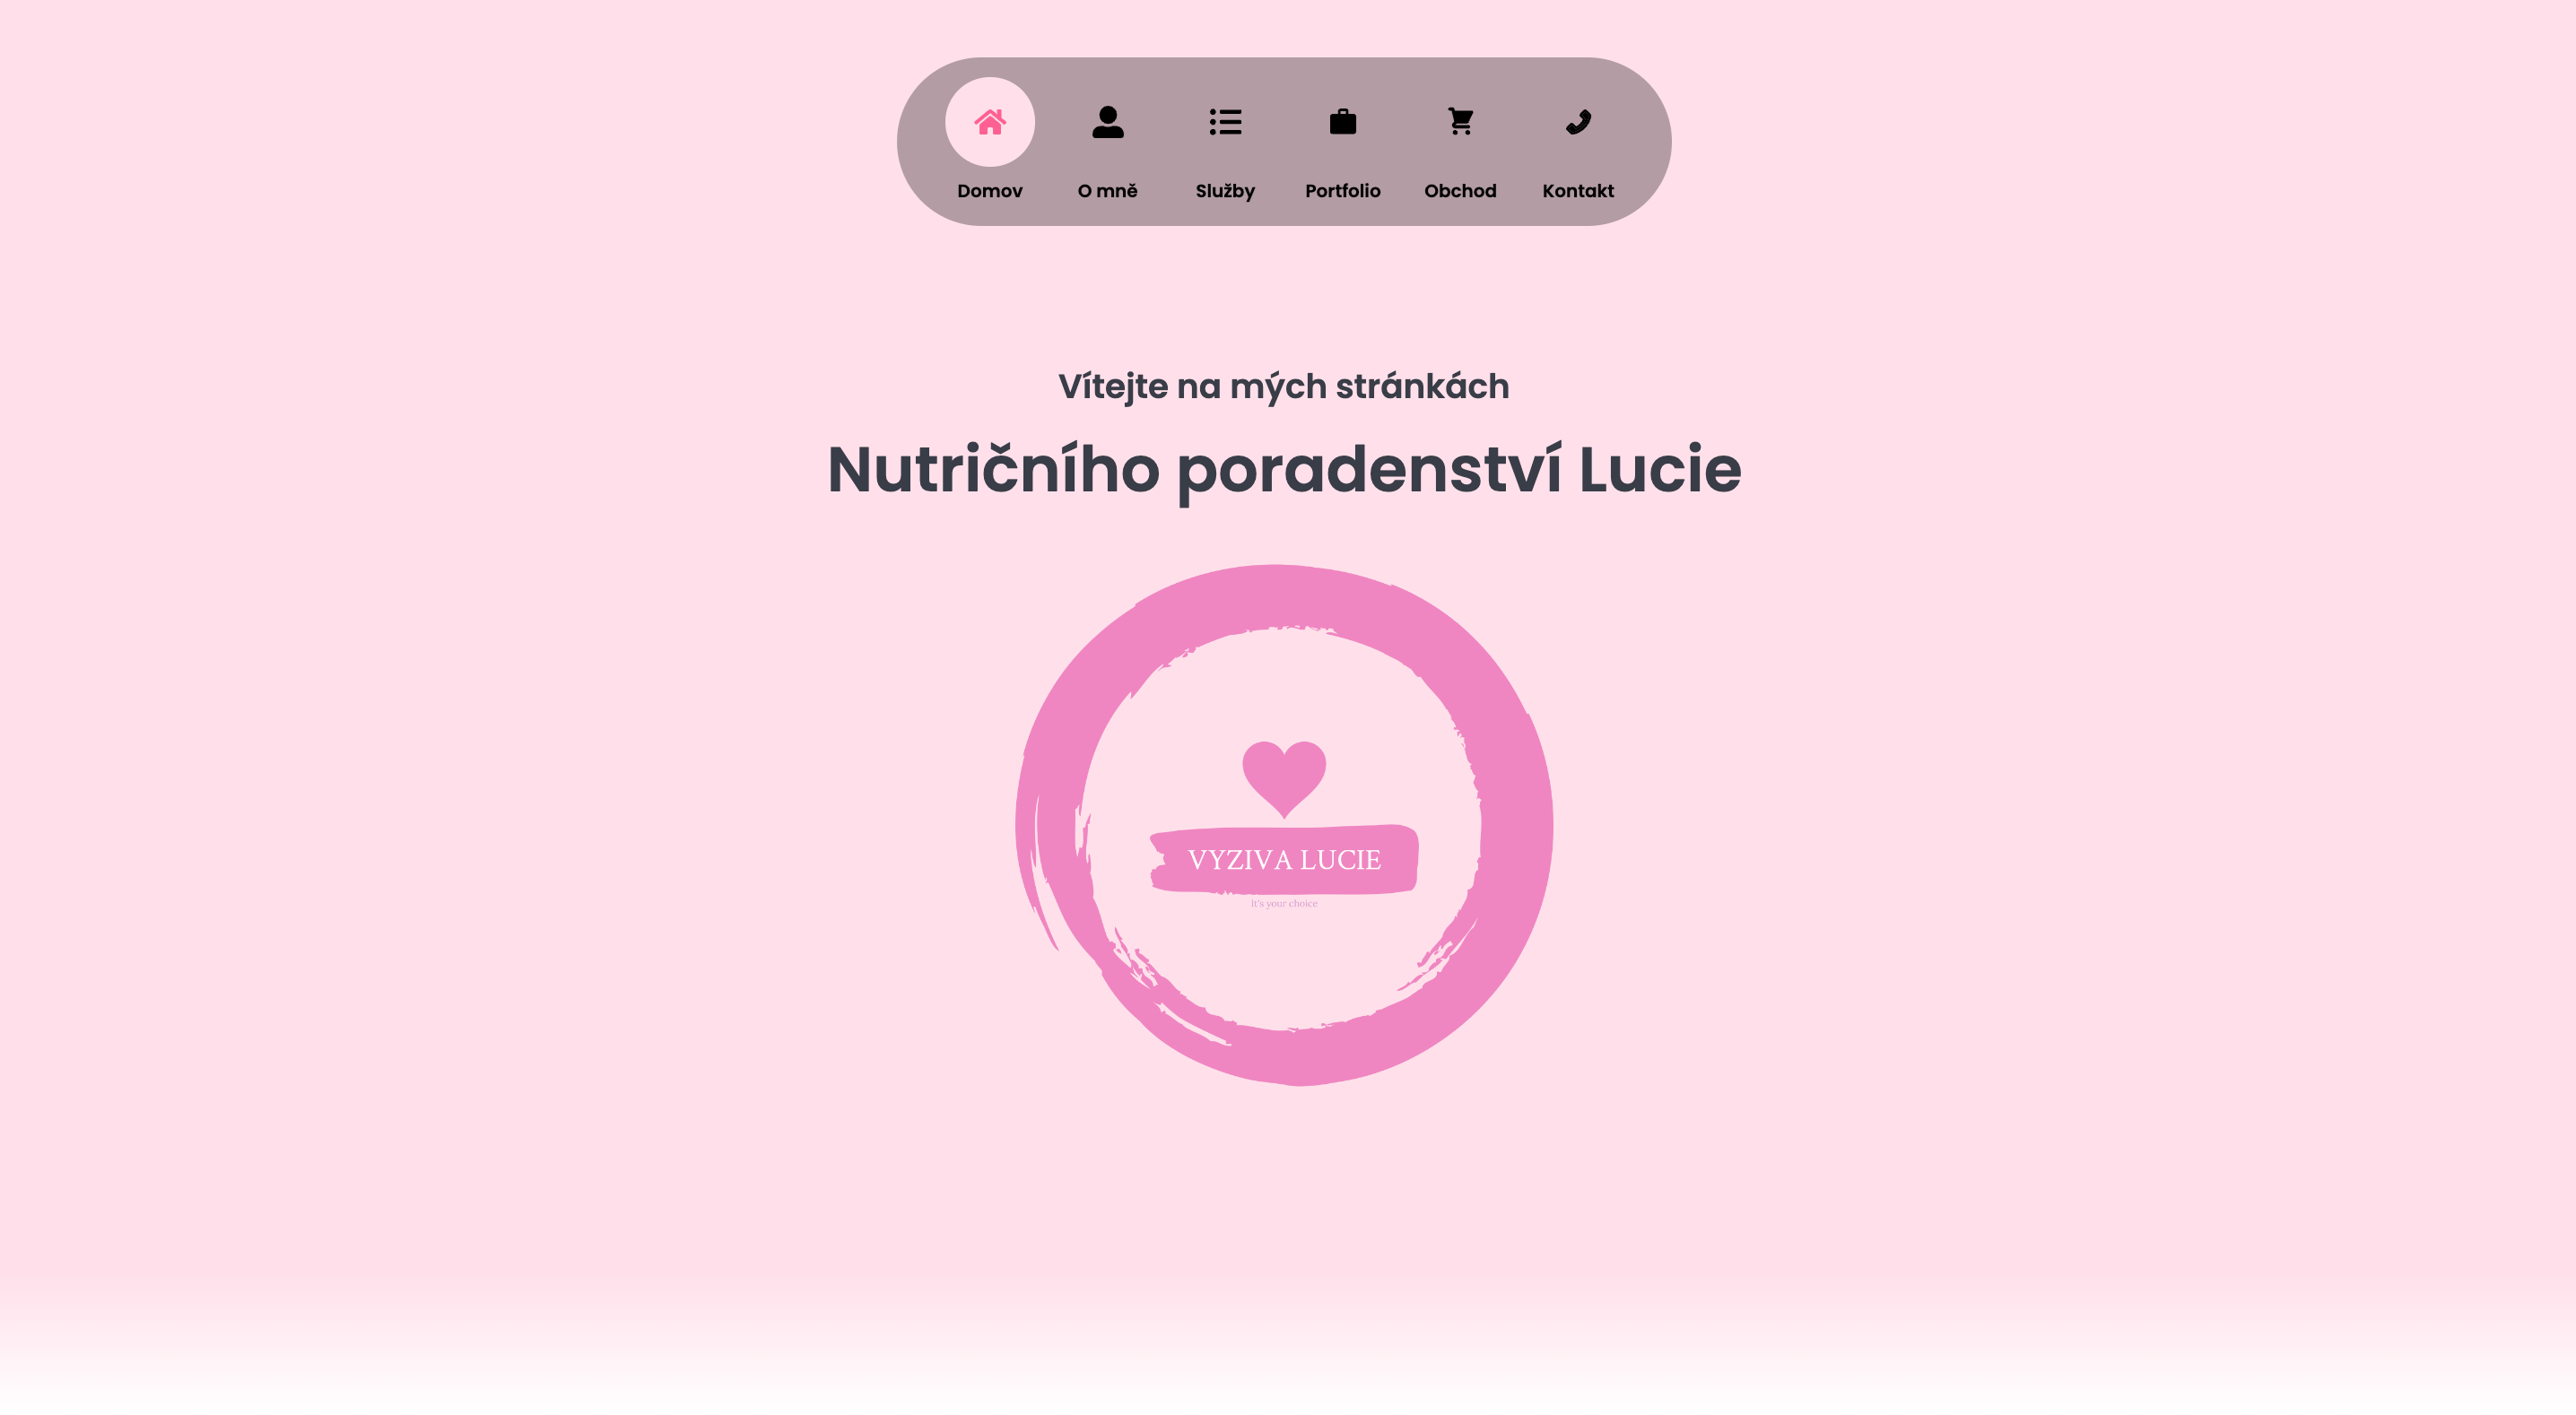 Domov
O mně
Služby
Portfolio
Obchod
Kontakt
Vítejte na mých stránkách
Nutričního poradenství Lucie
VYZIVA LUCIE
It's your choice